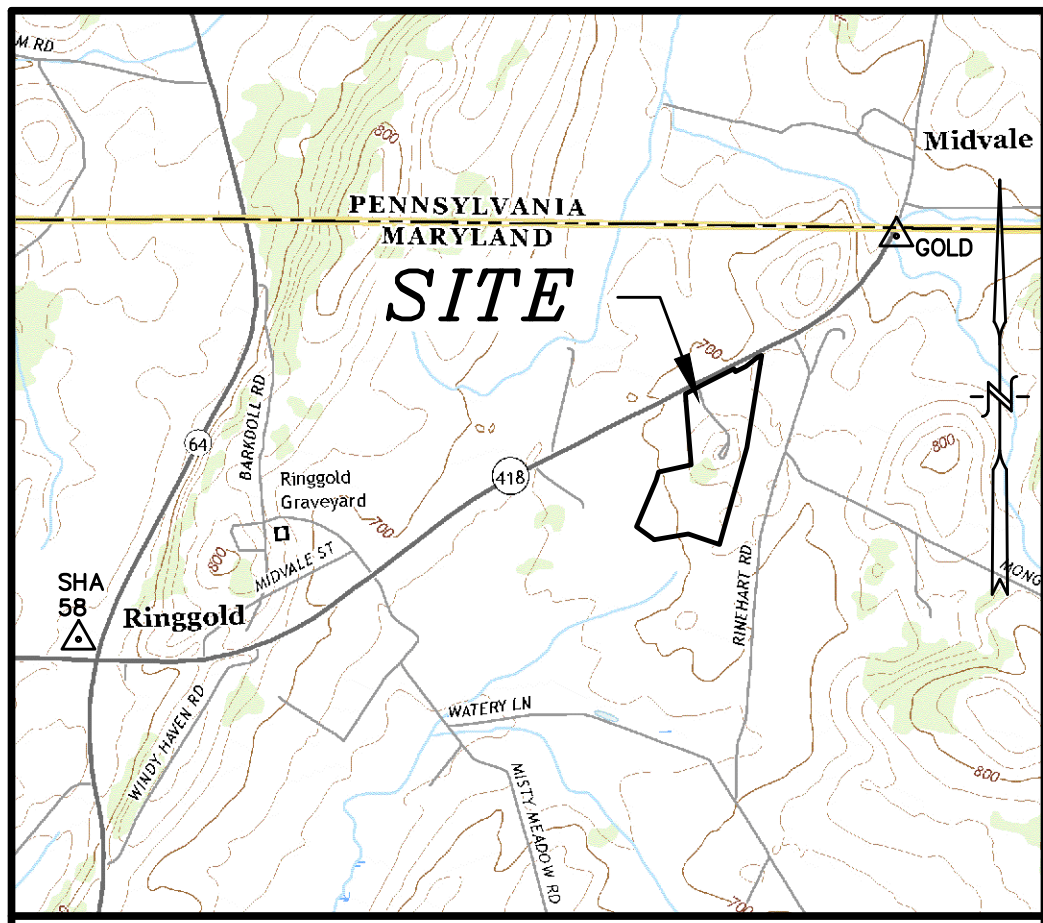 M RD
800
Midvale
PENNSYLVANIA
MARYLAND
GOLD
SITE
700
64
BARKDOLL RD
800
418
Ringgold
Graveyard
700
MIDVALE ST
800
SHA
58
Ringgold
RINEHART RD
MONG
N
WINDY HAVEN RD
WATERY LN
MISTY MEADOW RD
800
700